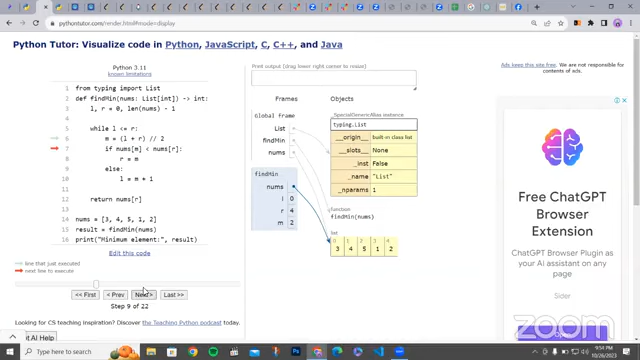 pythontutor.com/render.html#mode=display
Python Tutor: Visualize code in Python, JavaScript, C, C++, and Java
Ads keep this site free. We are not responsible
for contents of ads.
Python 3.11
known limitations
1 from typing import List
2 def findMin(nums: List[int]) -> int:
3 l, r = 0, len(nums) - 1
4
5 while l <= r:
6 m = (l + r) // 2
7 if nums[m] < nums[r]:
8 r = m
9 else:
10 l = m + 1
11
12 return nums[r]
13
14 nums = [3, 4, 5, 1, 2]
15 result = findMin(nums)
16 print("Minimum element:", result)
Edit this code
line that just executed
next line to execute
<< First < Prev Next > Last >>
Step 9 of 22
Looking for CS teaching inspiration? Discover the Teaching Python podcast today.
et AI Help
Print output (drag lower right corner to resize)
Frames Objects
Global frame
List
findMin
nums
findMin
nums
l 0
r 4
m 2
_SpecialGenericAlias instance
typing.List
__origin__ built-in class list
__slots__ None
_inst False
_name "List"
_nparams 1
function
findMin(nums)
list
0 1 2 3 4
3 4 5 1 2
Free ChatGPT
Browser
Extension
ChatGPT Browser
Plugin as your AI
assistant on any
page
Sider
zoom
Type here to search
9:54 PM
10/26/2023